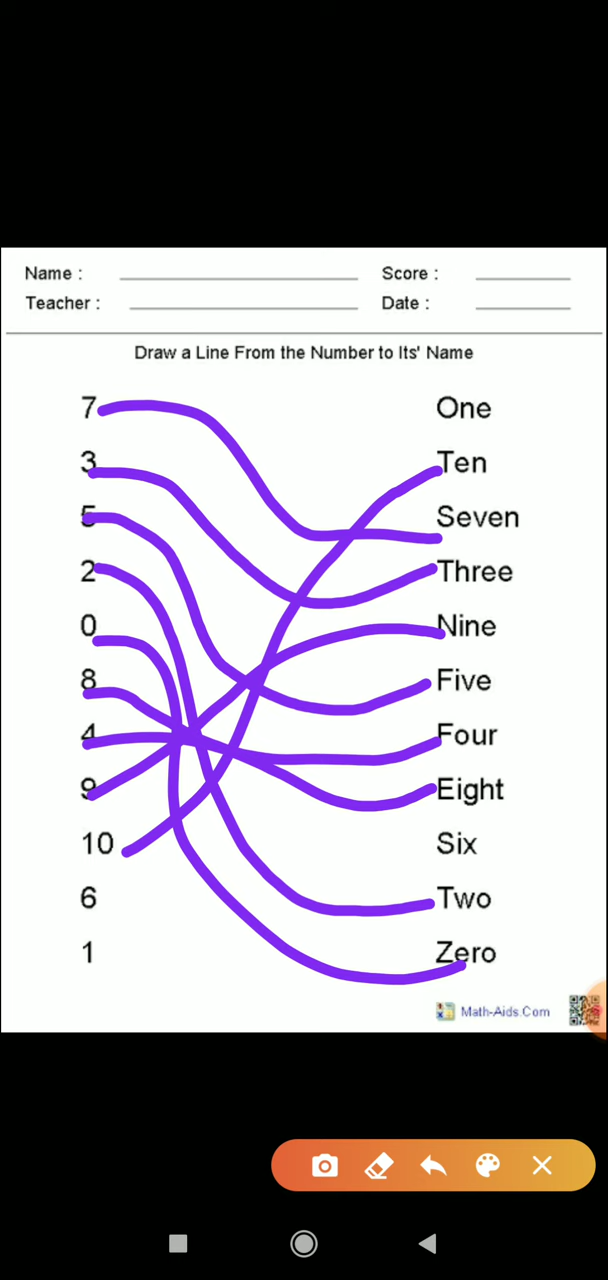 Name : Score :
Teacher : Date :
Draw a Line From the Number to Its' Name
7 One
3 Ten
5 Seven
2 Three
0 Nine
8 Five
4 Four
9 Eight
10 Six
6 Two
1 Zero
Math-Aids.Com